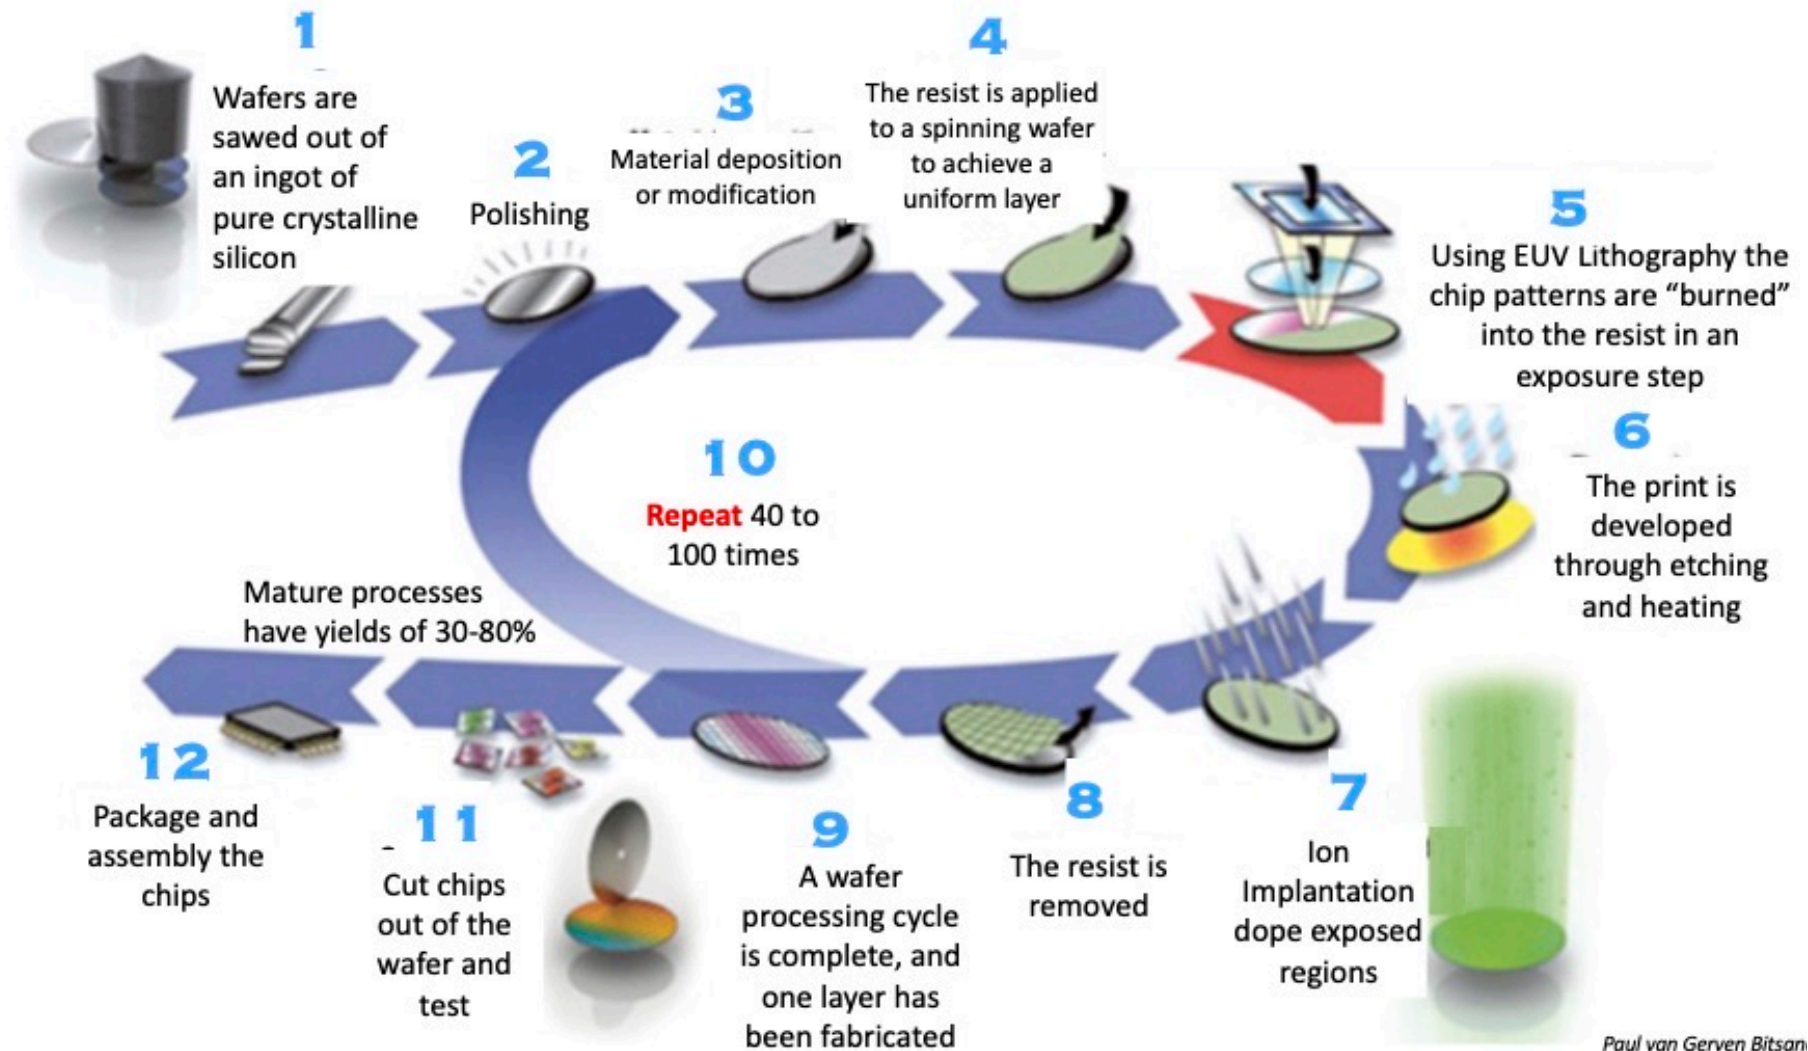 1
Wafers are
sawed out of
an ingot of
pure crystalline
silicon
2
Polishing
3
Material deposition
or modification
4
The resist is applied
to a spinning wafer
to achieve a
uniform layer
5
Using EUV Lithography the
chip patterns are “burned”
into the resist in an
exposure step
6
The print is
developed
through etching
and heating
7
Ion
Implantation
dope exposed
regions
8
The resist is
removed
9
A wafer
processing cycle
is complete, and
one layer has
been fabricated
10
Repeat 40 to
100 times
Mature processes
have yields of 30-80%
11
Cut chips
out of the
wafer and
test
12
Package and
assembly the
chips
Paul van Gerven